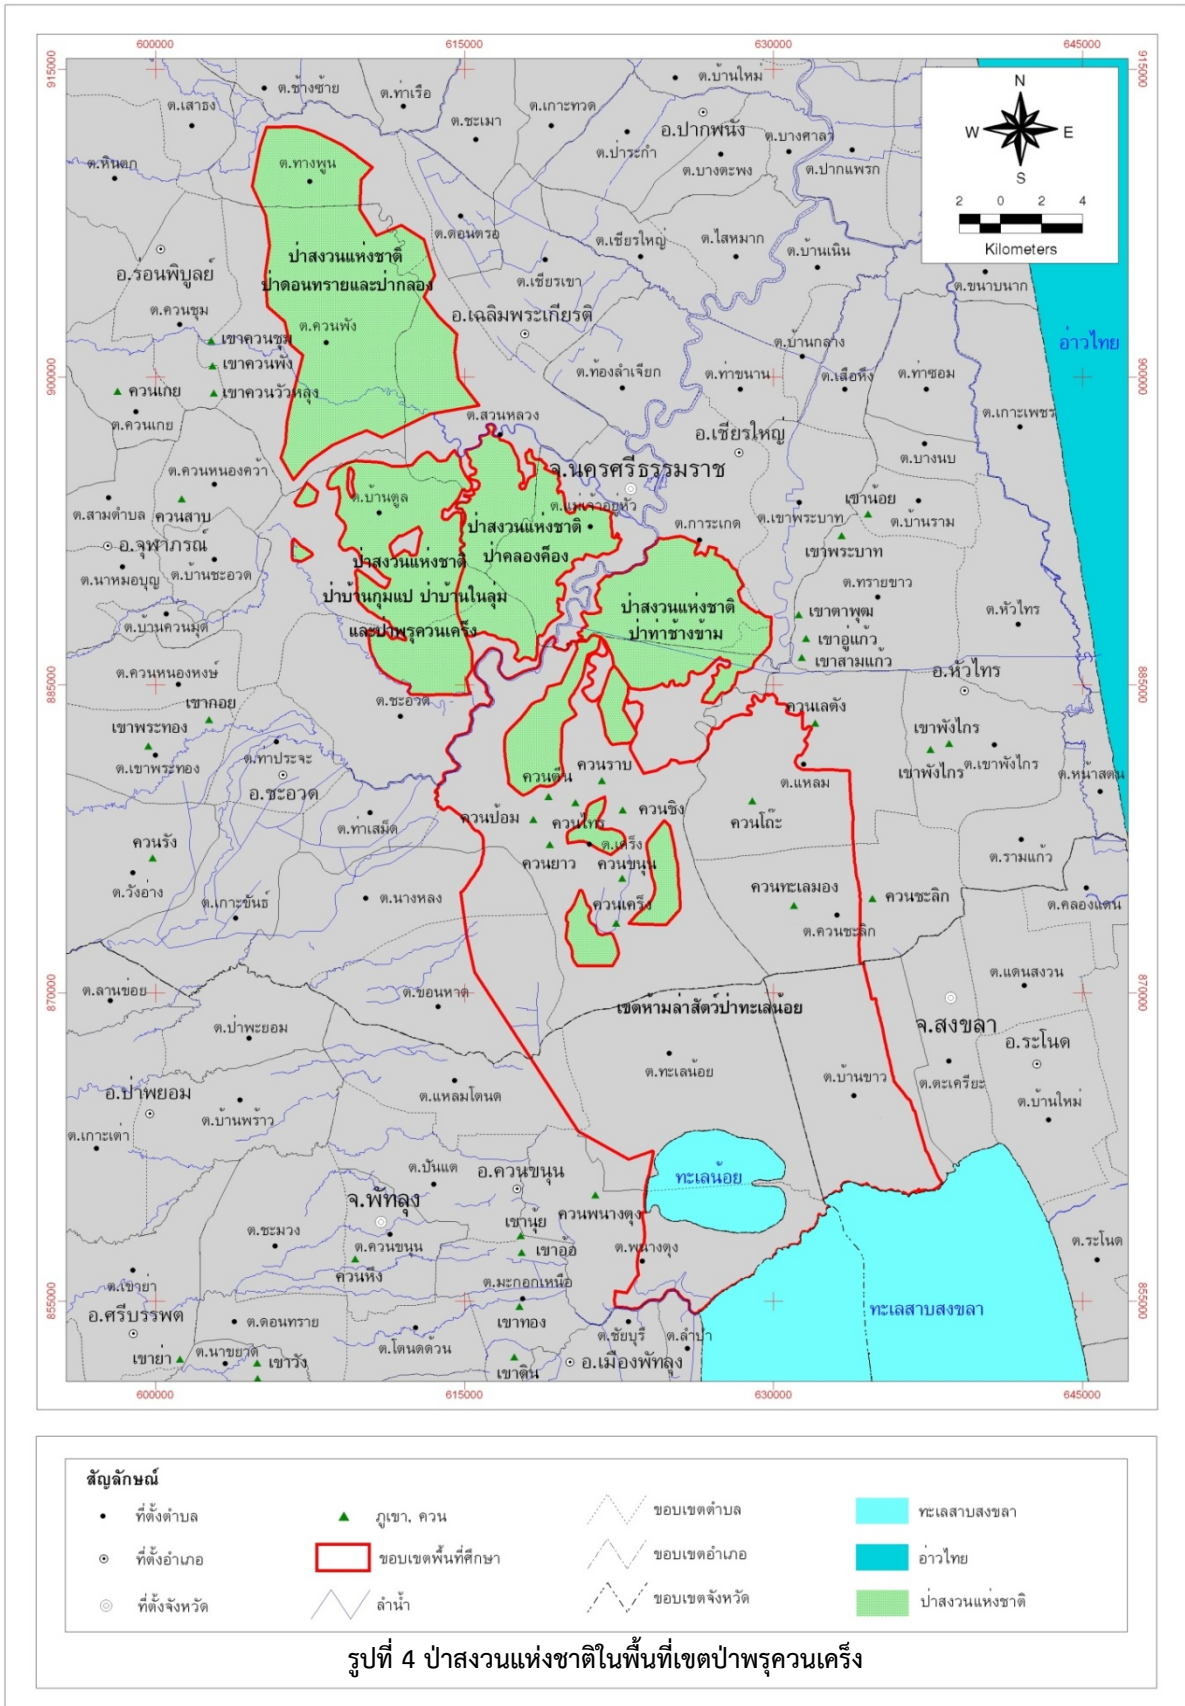 600000
615000
630000
645000
915000
915000
ต.ช้างซ้าย
ต.ท่าเรือ
ต.บ้านใหม่
ต.เสาธง
ต.เกาะทวด
อ.ปากพนัง
ต.ชะเมา
ต.ป่าระกำ
ต.บางศาลา
ต.บางตะพง
ต.ปากแพรก
ต.หินตก
ต.ทางพูน
N
W
E
S
2 0 2 4
Kilometers
ต.ดอนตรอ
ต.เชียรใหญ่
ต.ไสหมาก
ต.บ้านเนิน
ป่าสงวนแห่งชาติ
ป่าดอนทรายและป่ากลอง
อ.ร่อนพิบูลย์
ต.เชียรเขา
ต.ขนาบนาก
ต.ควนชุม
ต.ควนพัง
อ.เฉลิมพระเกียรติ
เขาควนชุม
เขาควนพัง
เขาควนวัวหลุง
ควนเกย
ต.ควนเกย
ต.บ้านกลาง
อ่าวไทย
ต.ท้องลำเจียก
ต.ท่าขนาน
ต.เสือหึง
ต.ท่าซอม
900000
900000
ต.เกาะเพชร
ต.สวนหลวง
อ.เชียรใหญ่
ต.บางนบ
ต.ควนหนองคว้า
จ.นครศรีธรรมราช
ต.สามตำบล
ควนสาบ
ต.บ้านตูล
ต.แม่เจ้าอยู่หัว
ต.การะเกด
ต.เขาพระบาท
เขาน้อย
ต.บ้านราม
อ.จุฬาภรณ์
ป่าสงวนแห่งชาติ
ป่าคลองค็อง
เขาพระบาท
ต.นาหมอบุญ
ต.บ้านชะอวด
ป่าสงวนแห่งชาติ
ป่าบ้านกุมแป ป่าบ้านในลุ่ม
และป่าพรุควนเคร็ง
ต.ทรายขาว
ต.บ้านควนมุด
ป่าสงวนแห่งชาติ
ป่าท่าช้างข้าม
เขาตาพุฒ
เขาอู่แก้ว
เขาสามแก้ว
ต.หัวไทร
อ.หัวไทร
ต.ควนหนองหงษ์
885000
885000
เขากอย
ต.ชะอวด
ควนเลตัง
เขาพระทอง
ต.เขาพระทอง
ต.ท่าประจะ
อ.ชะอวด
ควนราบ
ควนตีน
เขาพังไกร
เขาพังไกร
ต.เขาพังไกร
ต.แหลม
ต.หน้าสตน
ควนป้อม
ควนไทร
ควนชิง
ควนโถ๊ะ
ต.ท่าเสม็ด
ควนรัง
ต.วังอ่าง
ควนยาว
ต.เคร็ง
ควนขนุน
ต.รามแก้ว
ต.เกาะขันธ์
ต.นางหลง
ควนเคร็ง
ควนทะเลมอง
ควนชะลิก
ต.ควนชะลิก
ต.คลองแดน
870000
870000
ต.ลานข่อย
ต.ขอนหาด
เขตห้ามล่าสัตว์ป่าทะเลน้อย
ต.แดนสงวน
จ.สงขลา
ต.ป่าพะยอม
อ.ระโนด
ต.ทะเลน้อย
ต.บ้านขาว
ต.ตะเครียะ
อ.ป่าพยอม
ต.แหลมโตนด
ต.บ้านพร้าว
ต.บ้านใหม่
ต.เกาะเต่า
ต.ปันแต
อ.ควนขนุน
ทะเลน้อย
จ.พัทลุง
เขานุ้ย
ควนพนางตุง
ต.ชะมวง
ต.ควนขนุน
เขาอ้อ
ต.พนางตุง
ต.ระโนด
ควนหึง
ต.มะกอกเหนือ
ต.เขาย่า
อ.ศรีบรรพต
855000
855000
ทะเลสาบสงขลา
ต.ดอนทราย
เขาทอง
ต.ชัยบุรี
ต.ลำปำ
เขาย่า
ต.นาขยาด
เขาวัง
ต.โตนดด้วน
เขาตีน
อ.เมืองพัทลุง
600000
615000
630000
645000
สัญลักษณ์
ที่ตั้งตำบล
ภูเขา, ควน
ขอบเขตตำบล
ทะเลสาบสงขลา
ที่ตั้งอำเภอ
ขอบเขตพื้นที่ศึกษา
ขอบเขตอำเภอ
อ่าวไทย
ที่ตั้งจังหวัด
ลำน้ำ
ขอบเขตจังหวัด
ป่าสงวนแห่งชาติ
รูปที่ 4 ป่าสงวนแห่งชาติในพื้นที่เขตป่าพรุควนเคร็ง